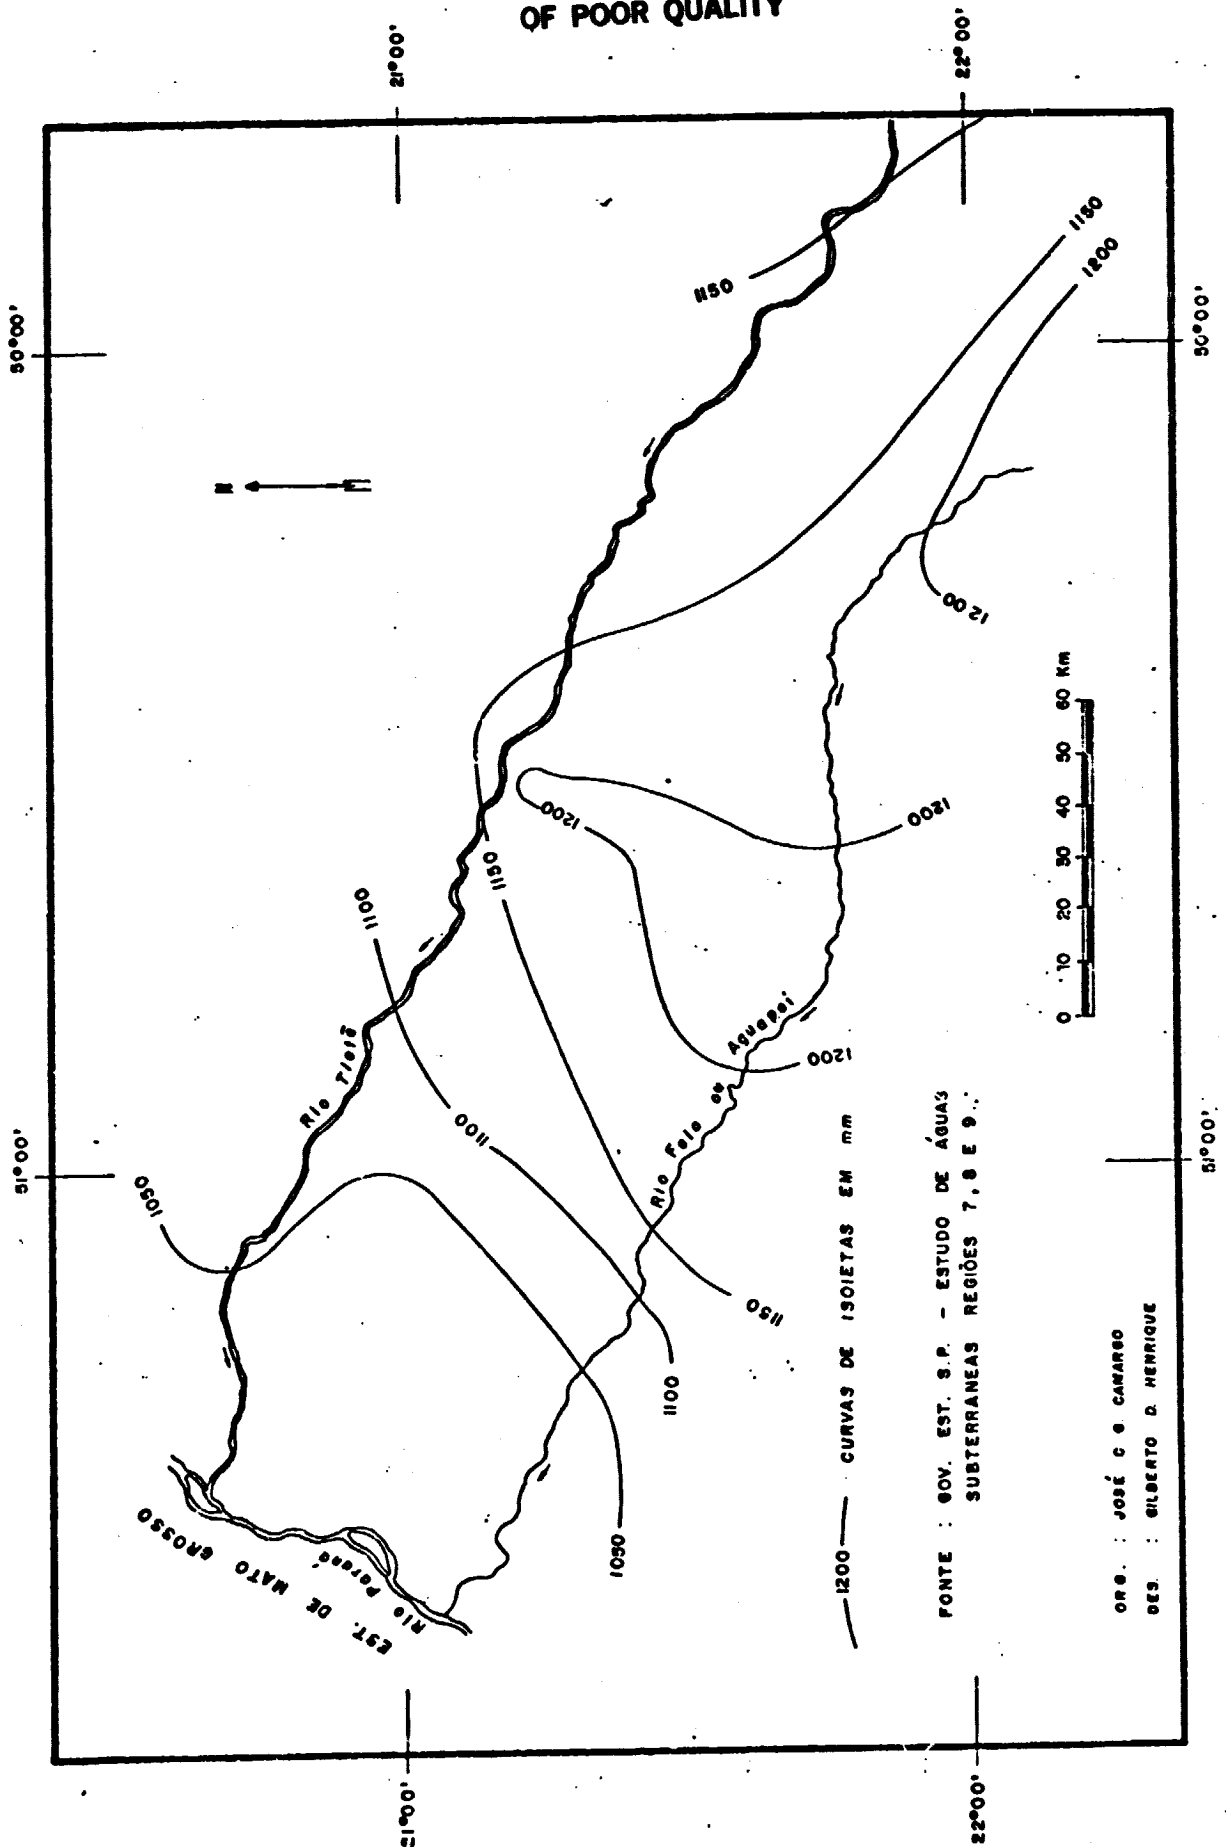 OF POOR QUALITY
21°00'
22°00'
50°00'
50°00'
51°00'
51°00'
21°00'
22°00'
N
1150
1150
1200
1200
1200
1200
1200
1150
1150
1100
1100
1100
1050
1050
Rio Tietê
Rio Feio ou Aguapeí
Rio Paraná
EST. DE MATO GROSSO
0 10 20 30 40 50 60 Km
1200 CURVAS DE ISOIETAS EM mm
FONTE : GOV. EST. S.P. - ESTUDO DE ÁGUAS
SUBTERRANEAS REGIÕES 7, 8 E 9.
ORG. : JOSÉ C G CAMARGO
DES. : GILBERTO D. HENRIQUE